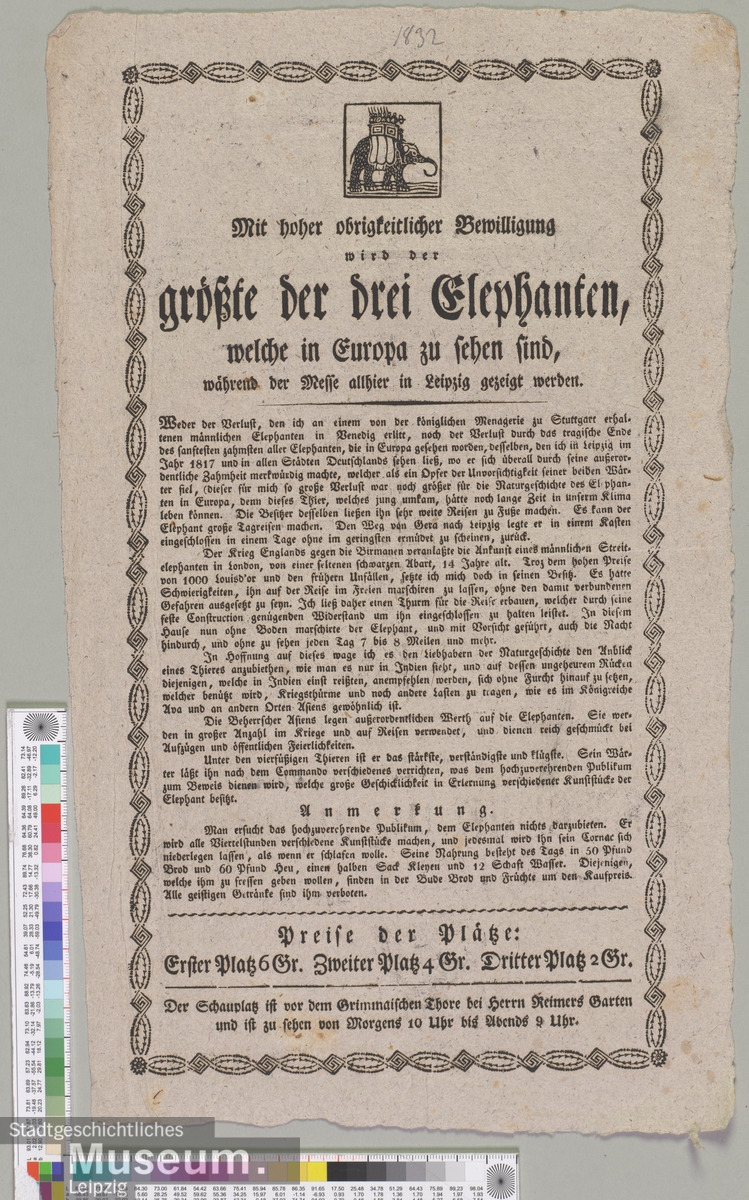 1832
Mit hoher obrigkeitlicher Bewilligung
wird der
größte der drei Elephanten,
welche in Europa zu sehen sind,
während der Messe allhier in Leipzig gezeigt werden.
Weder der Verlust, den ich an einem von der königlichen Menagerie zu Stuttgart erhal-
tenen männlichen Elephanten in Venedig erlitt, noch der Verlust durch das tragische Ende
des sanftesten zahmsten aller Elephanten, die in Europa gesehen worden, desselben, den ich in Leipzig im
Jahr 1817 und in allen Städten Deutschlands sehen ließ, wo er sich überall durch seine außeror-
dentliche Zahmheit merkwürdig machte, welcher als ein Opfer der Unvorsichtigkeit seiner beiden Wär-
ter fiel, (dieser für mich so große Verlust war noch größer für die Naturgeschichte des Elephan-
ten in Europa, denn dieses Thier, welches jung umkam, hätte noch lange Zeit in unserm Klima
leben können. Die Besitzer desselben ließen ihn sehr weite Reisen zu Fuße machen. Es kann der
Elephant große Tagreisen machen. Den Weg von Gera nach Leipzig legte er in einem Kasten
eingeschlossen in einem Tage ohne im geringsten ermüdet zu scheinen, zurück.
Der Krieg Englands gegen die Birmanen veranlaßte die Ankunft eines männlichen Streit-
elephanten in London, von einer seltenen schwarzen Abart, 14 Jahre alt. Troz dem hohen Preise
von 1000 Louisd'or und den frühern Unfällen, setzte ich mich doch in seinen Besitz. Es hatte
Schwierigkeiten, ihn auf der Reise im Freien marschiren zu lassen, ohne den damit verbundenen
Gefahren ausgesetzt zu seyn. Ich ließ daher einen Thurm für die Reise erbauen, welcher durch seine
feste Construction genügenden Widerstand um ihn eingeschlossen zu halten leistet. In diesem
Hause nun ohne Boden marschirte der Elephant, und mit Vorsicht geführt, auch die Nacht
hindurch, und ohne zu sehen jeden Tag 7 bis 8 Meilen und mehr.
In Hoffnung auf dieses wage ich es den Liebhabern der Naturgeschichte den Anblick
eines Thieres anzubiethen, wie man es nur in Indien sieht, und auf dessen ungeheurem Rücken
diejenigen, welche in Indien einst reißten, anempfehlen werden, sich ohne Furcht hinauf zu setzen,
welcher benützt wird, Kriegsthürme und noch andere Lasten zu tragen, wie es im Königreiche
Ava und an andern Orten Asiens gewöhnlich ist.
Die Beherrscher Asiens legen außerordentlichen Werth auf die Elephanten. Sie wer-
den in großer Anzahl im Kriege und auf Reisen verwendet, und dienen reich geschmückt bei
Aufzügen und öffentlichen Feierlichkeiten.
Unter den vierfüßigen Thieren ist er das stärkste, verständigste und klügste. Sein Wär-
ter läßt ihn nach dem Commando verschiedenes verrichten, was dem hochzuverehrenden Publikum
zum Beweis dienen wird, welche große Geschicklichkeit in Erlernung verschiedener Kunststücke der
Elephant besitzt.
Anmerkung.
Man ersucht das hochzuverehrende Publikum, dem Elephanten nichts darzubieten. Er
wird alle Viertelstunden verschiedene Kunststücke machen, und jedesmal wird ihn sein Cornac sich
niederlegen lassen, als wenn er schlafen wolle. Seine Nahrung besteht des Tags in 50 Pfund
Brod und 60 Pfund Heu, einen halben Sack Kleyen und 12 Schaft Wasser. Diejenigen,
welche ihm zu fressen geben wollen, finden in der Bude Brod und Früchte um den Kaufpreis.
Alle geistigen Getränke sind ihm verboten.
Preise der Plätze:
Erster Platz 6 Gr. Zweiter Platz 4 Gr. Dritter Platz 2 Gr.
Der Schauplatz ist vor dem Grimmaischen Thore bei Herrn Reimers Garten
und ist zu sehen von Morgens 10 Uhr bis Abends 9 Uhr.
Stadtgeschichtliches
Museum.
Leipzig